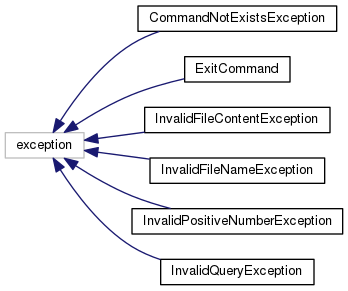 CommandNotExistsException
ExitCommand
InvalidFileContentException
exception
InvalidFileNameException
InvalidPositiveNumberException
InvalidQueryException